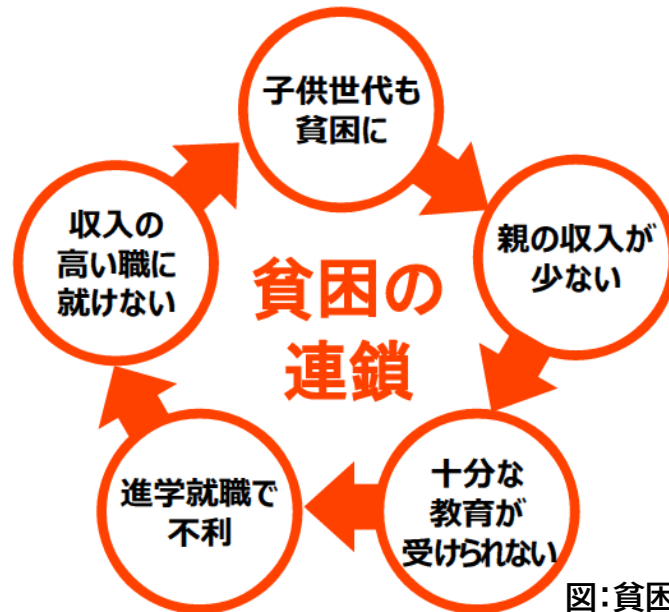 子供世代も
貧困に
親の収入が
少ない
十分な
教育が
受けられない
進学就職で
不利
収入の
高い職に
就けない
貧困の
連鎖
図:貧困